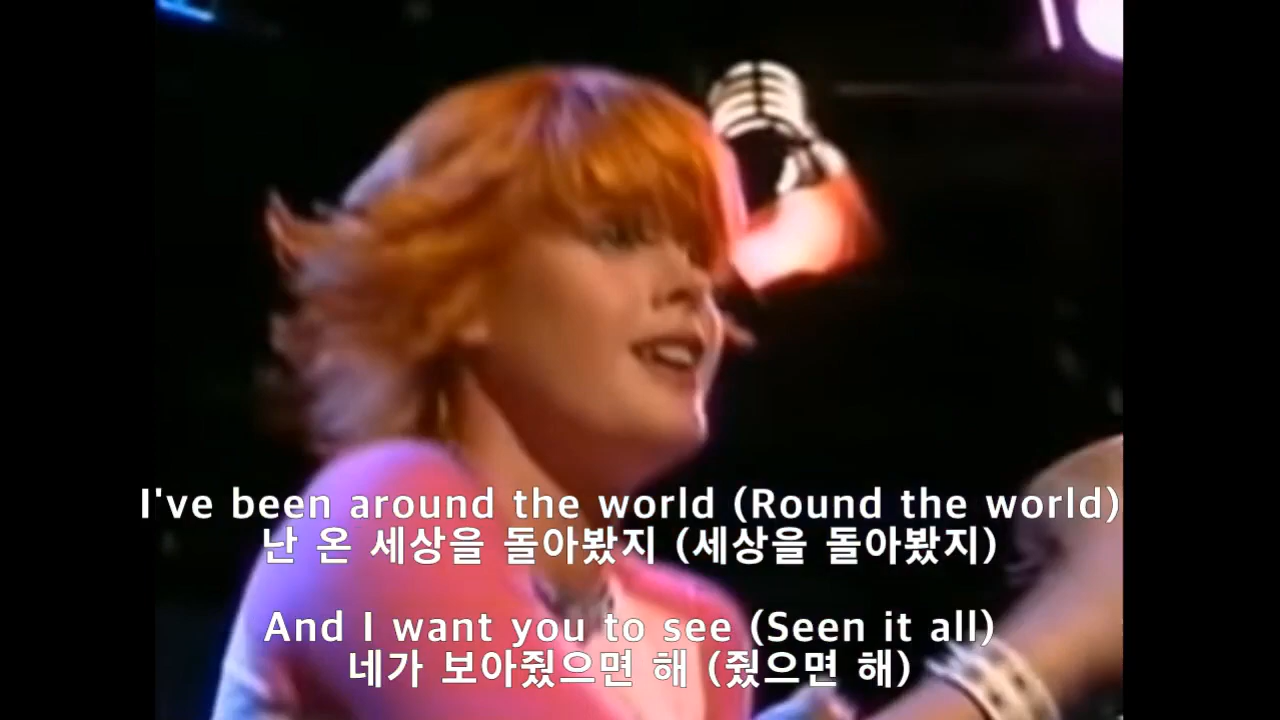 I've been around the world (Round the world)
난 온 세상을 돌아봤지 (세상을 돌아봤지)
And I want you to see (Seen it all)
네가 보아줬으면 해 (줬으면 해)